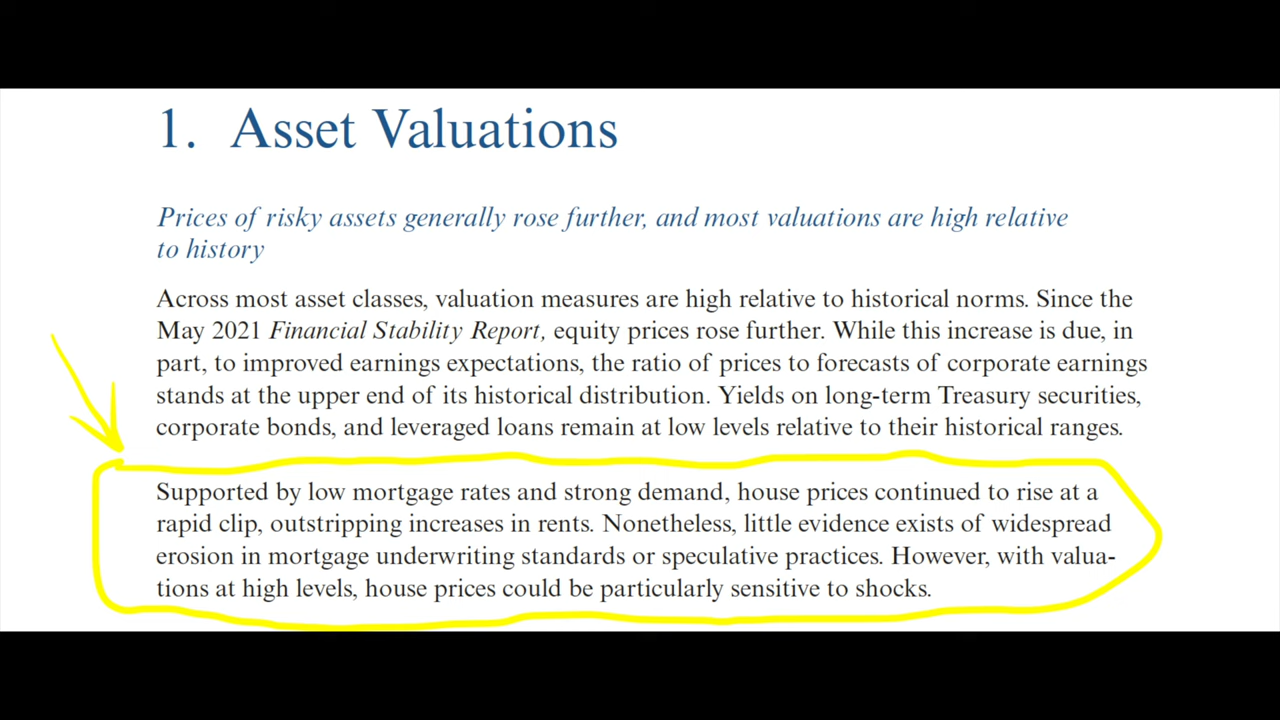 1. Asset Valuations
Prices of risky assets generally rose further, and most valuations are high relative
to history
Across most asset classes, valuation measures are high relative to historical norms. Since the
May 2021 Financial Stability Report, equity prices rose further. While this increase is due, in
part, to improved earnings expectations, the ratio of prices to forecasts of corporate earnings
stands at the upper end of its historical distribution. Yields on long-term Treasury securities,
corporate bonds, and leveraged loans remain at low levels relative to their historical ranges.
Supported by low mortgage rates and strong demand, house prices continued to rise at a
rapid clip, outstripping increases in rents. Nonetheless, little evidence exists of widespread
erosion in mortgage underwriting standards or speculative practices. However, with valua-
tions at high levels, house prices could be particularly sensitive to shocks.